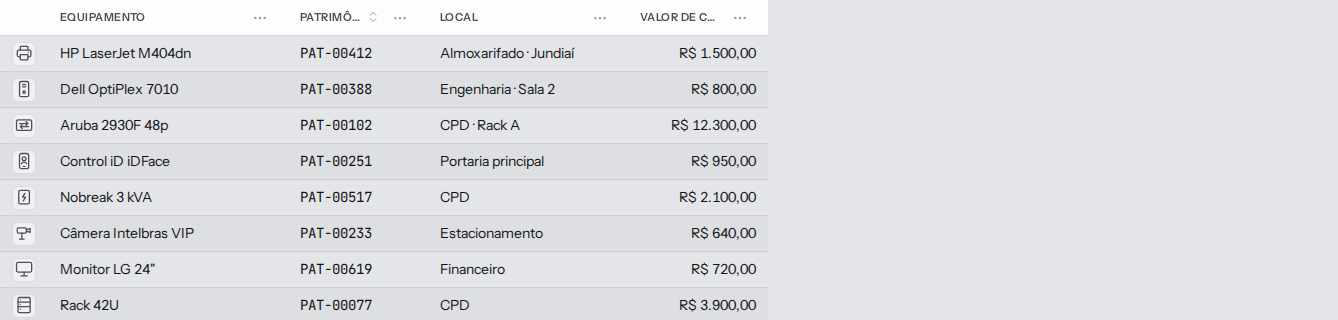 EQUIPAMENTO PATRIMÔ... LOCAL VALOR DE C...
HP LaserJet M404dn PAT-00412 Almoxarifado · Jundiaí R$ 1.500,00
Dell OptiPlex 7010 PAT-00388 Engenharia · Sala 2 R$ 800,00
Aruba 2930F 48p PAT-00102 CPD · Rack A R$ 12.300,00
Control iD iDFace PAT-00251 Portaria principal R$ 950,00
Nobreak 3 kVA PAT-00517 CPD R$ 2.100,00
Câmera Intelbras VIP PAT-00233 Estacionamento R$ 640,00
Monitor LG 24" PAT-00619 Financeiro R$ 720,00
Rack 42U PAT-00077 CPD R$ 3.900,00